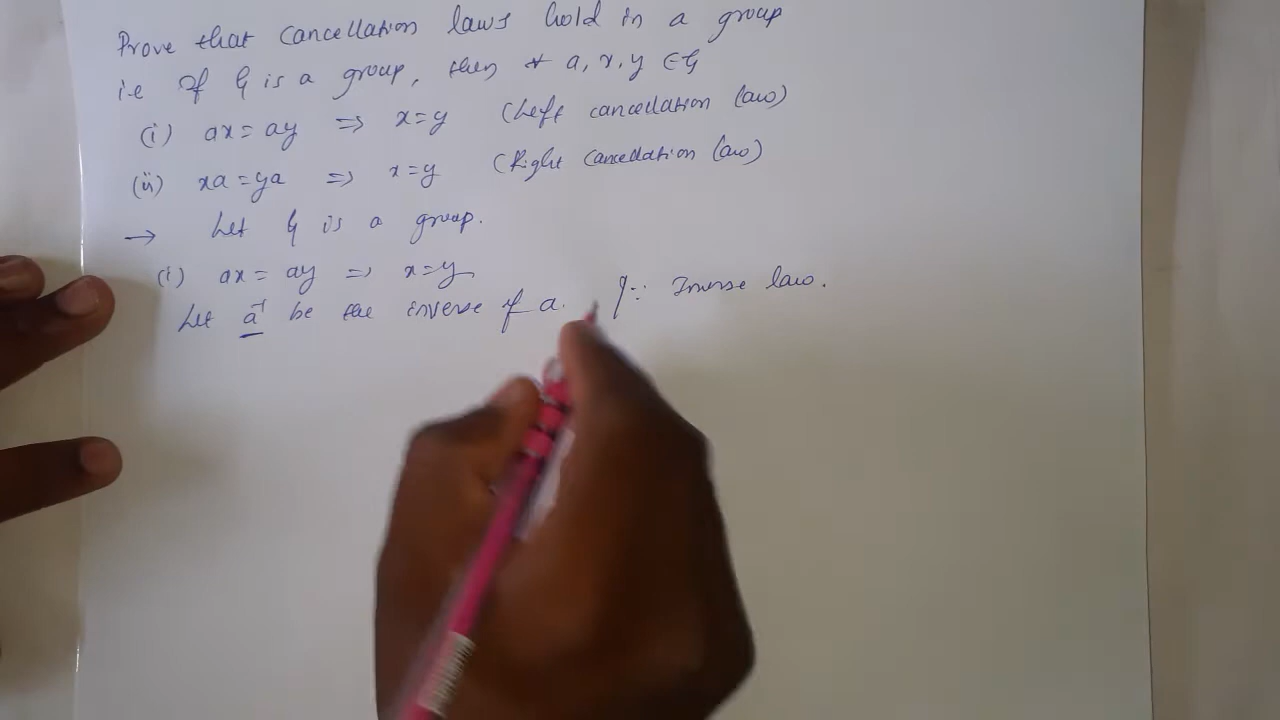 Prove that cancellation laws hold in a group
i.e If G is a group, then ∀ a, x, y ∈ G
(i) ax = ay ⇒ x = y (Left cancellation law)
(ii) xa = ya ⇒ x = y (Right cancellation law)
→ Let G is a group.
(i) ax = ay ⇒ x = y
Let a⁻¹ be the inverse of a. [∵ Inverse law.